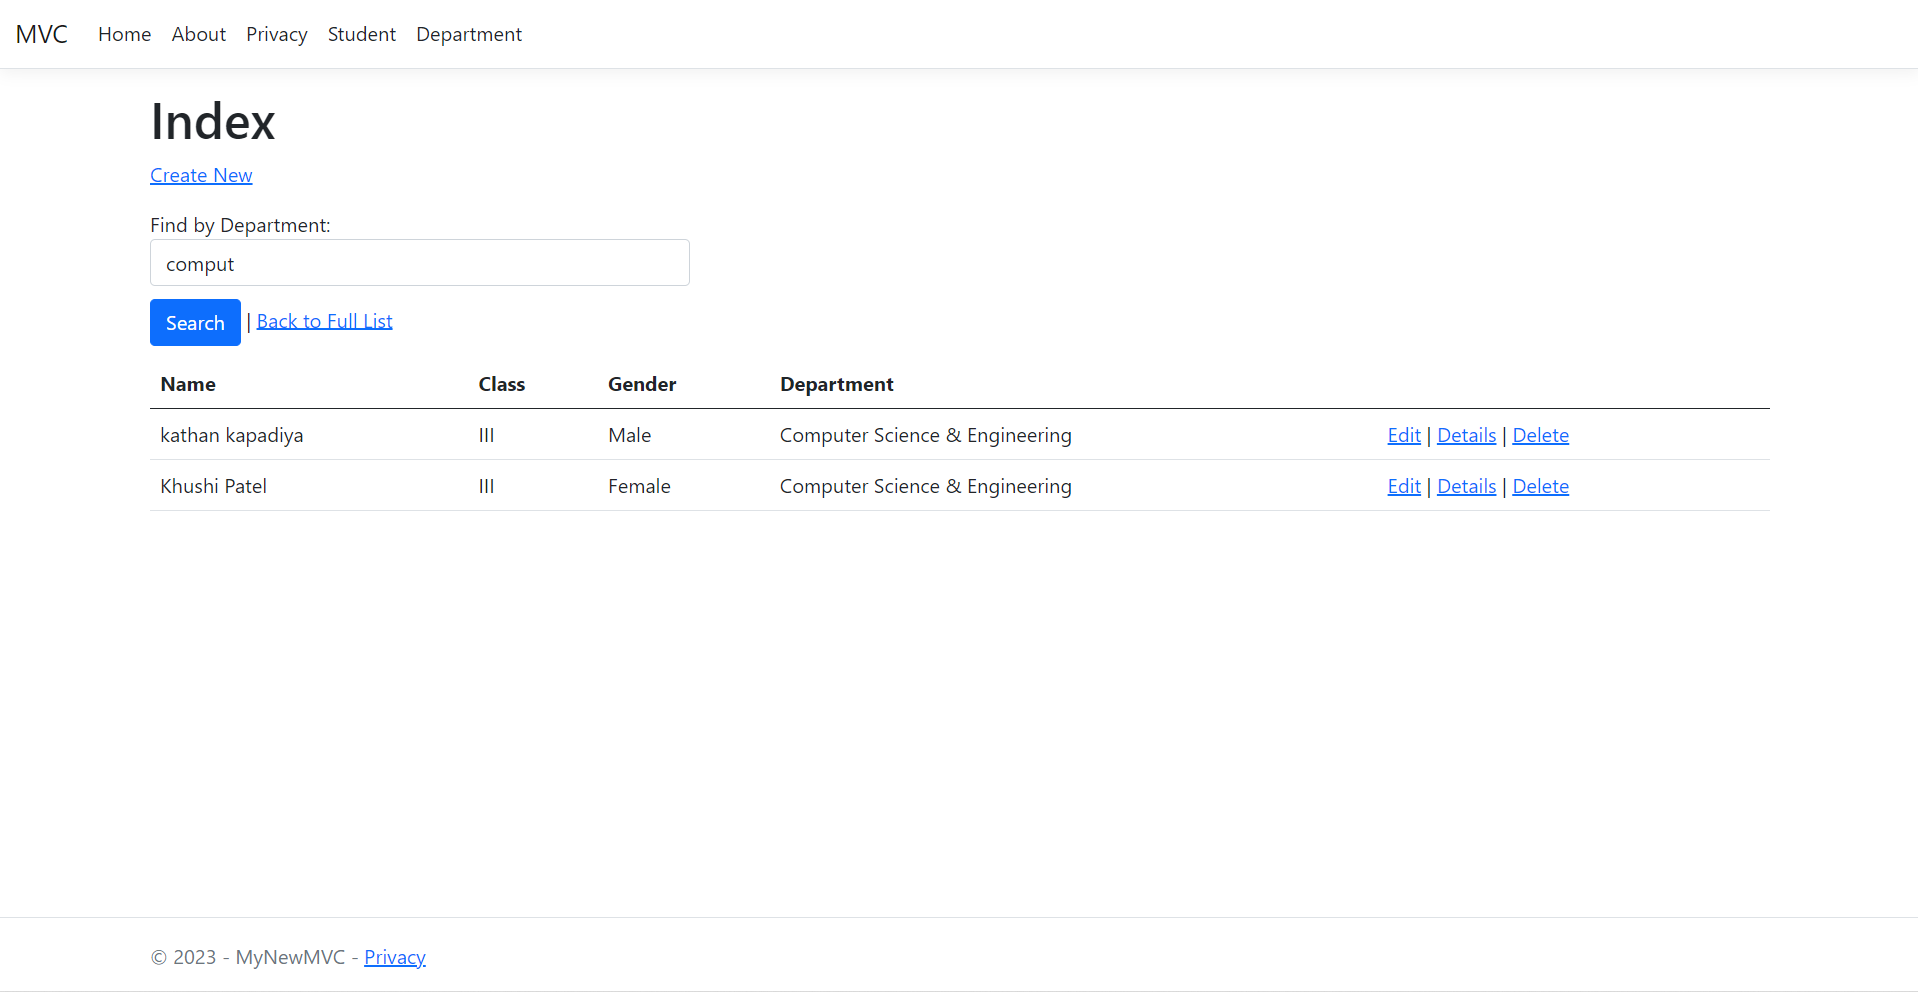 MVC Home About Privacy Student Department
Index
Create New
Find by Department:
comput
Search | Back to Full List
Name Class Gender Department
kathan kapadiya III Male Computer Science & Engineering Edit | Details | Delete
Khushi Patel III Female Computer Science & Engineering Edit | Details | Delete
© 2023 - MyNewMVC - Privacy